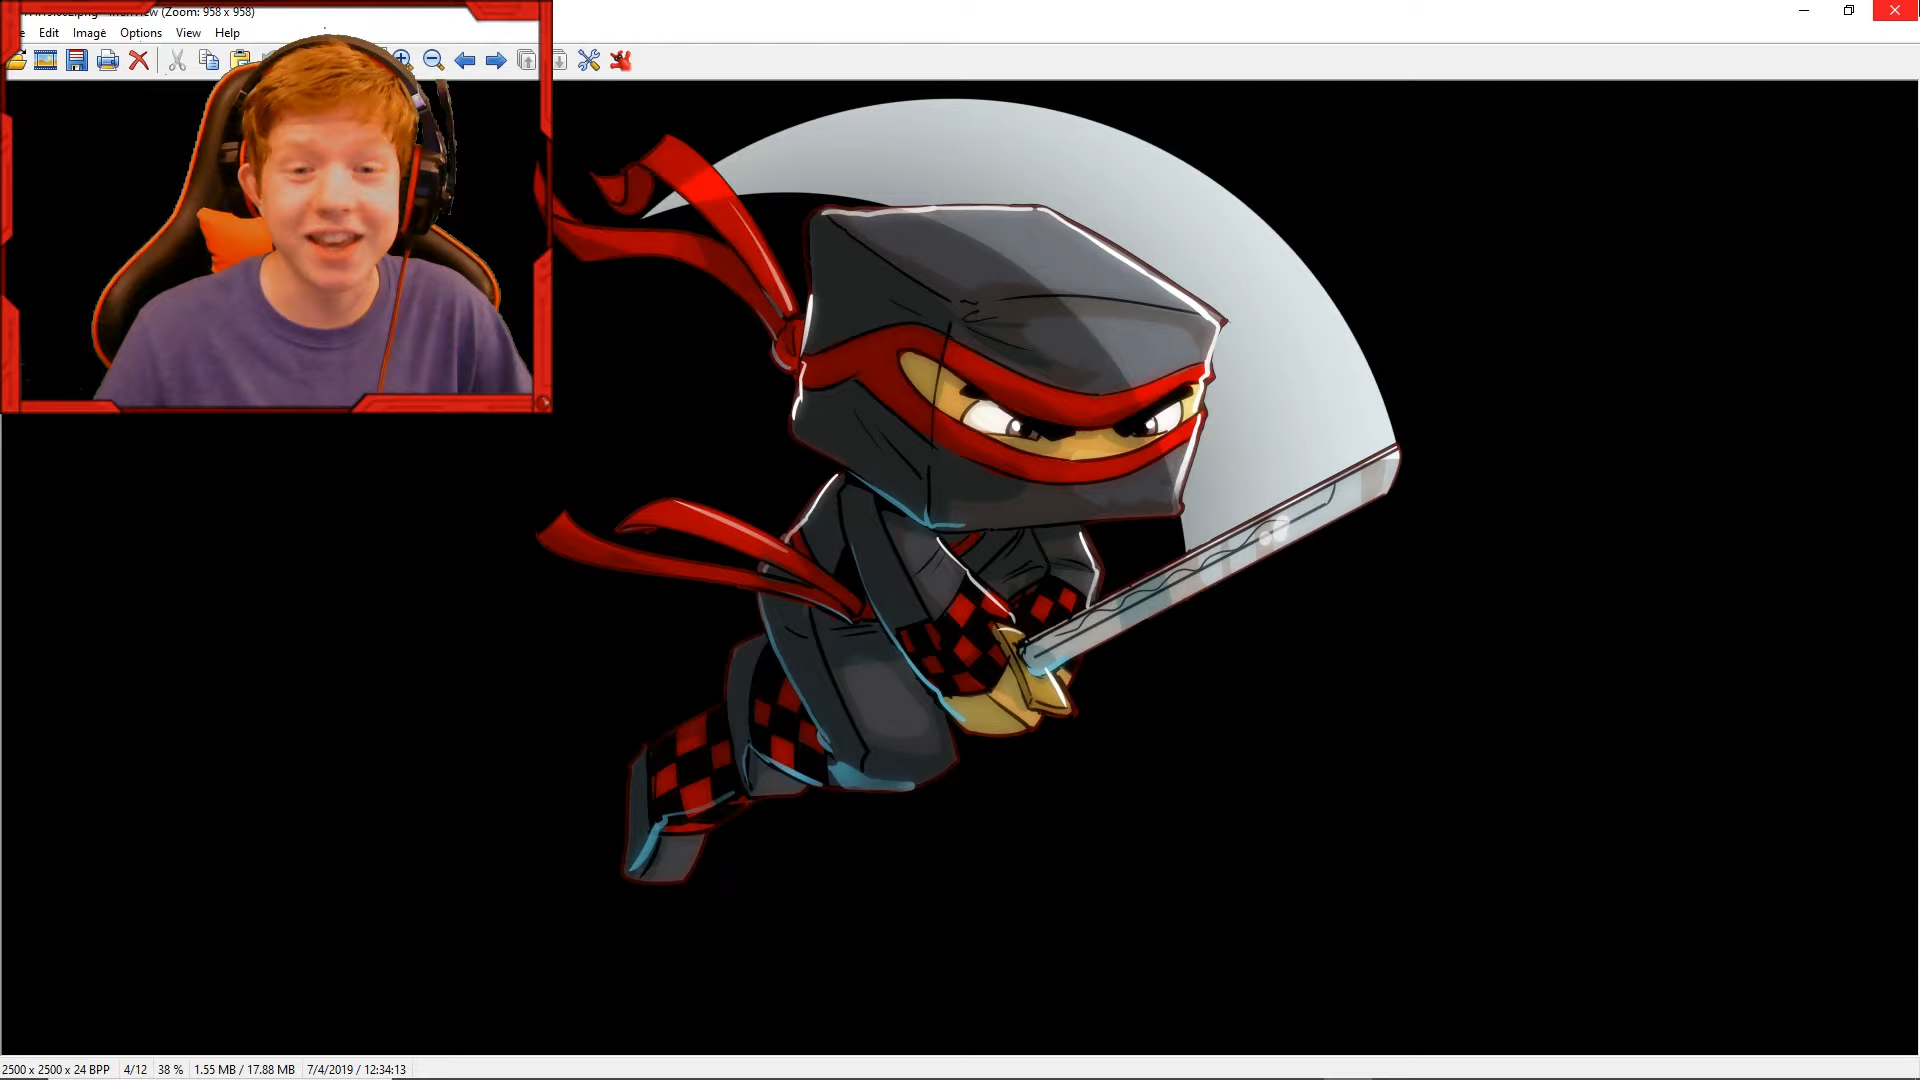 (Zoom: 958 x 958)
Edit Image Options View Help
2500 x 2500 x 24 BPP 4/12 38 % 1.55 MB / 17.88 MB 7/4/2019 / 12:34:13